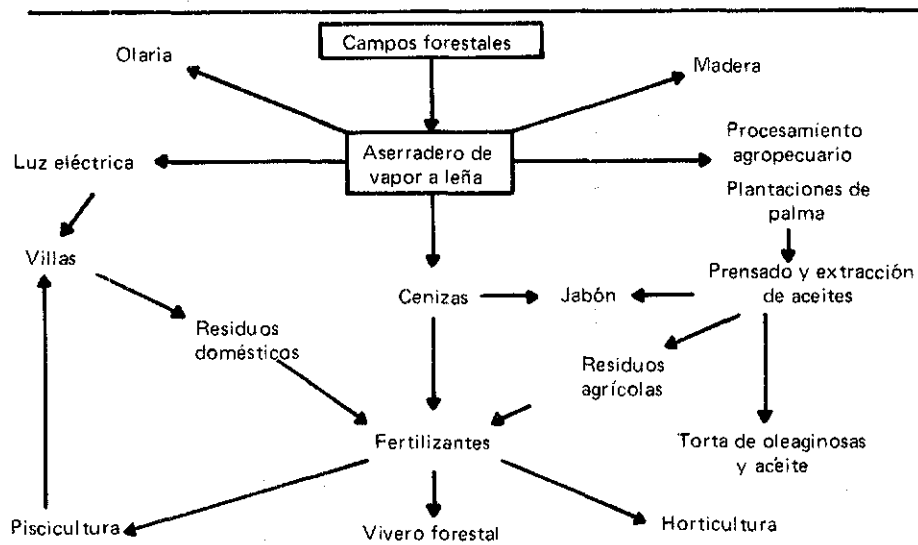 Campos forestales
Olaria
Madera
Aserradero de
vapor a leña
Procesamiento
agropecuario
Luz eléctrica
Plantaciones de
palma
Villas
Prensado y extracción
de aceites
Cenizas
Jabón
Residuos
domésticos
Residuos
agrícolas
Fertilizantes
Torta de oleaginosas
y aceite
Piscicultura
Vivero forestal
Horticultura